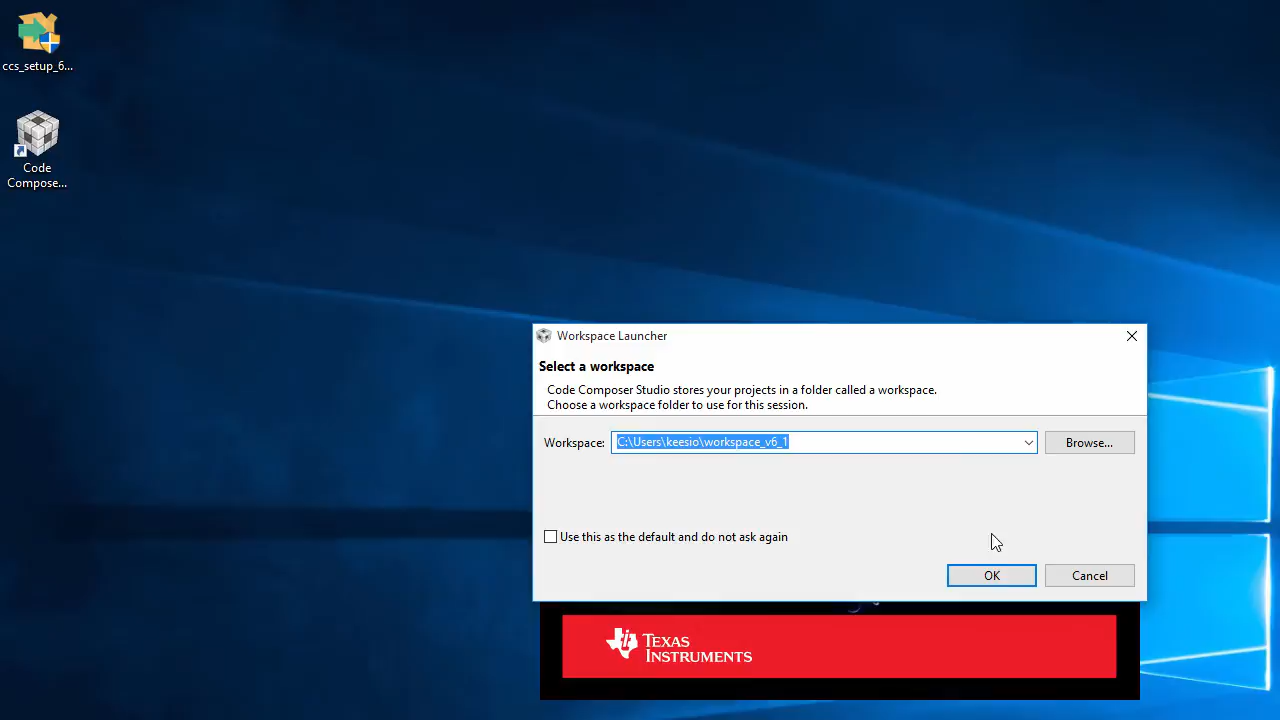 ccs_setup_6...
Code
Compose...
Workspace Launcher
Select a workspace
Code Composer Studio stores your projects in a folder called a workspace.
Choose a workspace folder to use for this session.
Workspace: C:\Users\keesio\workspace_v6_1 Browse...
Use this as the default and do not ask again
OK Cancel
TEXAS
INSTRUMENTS